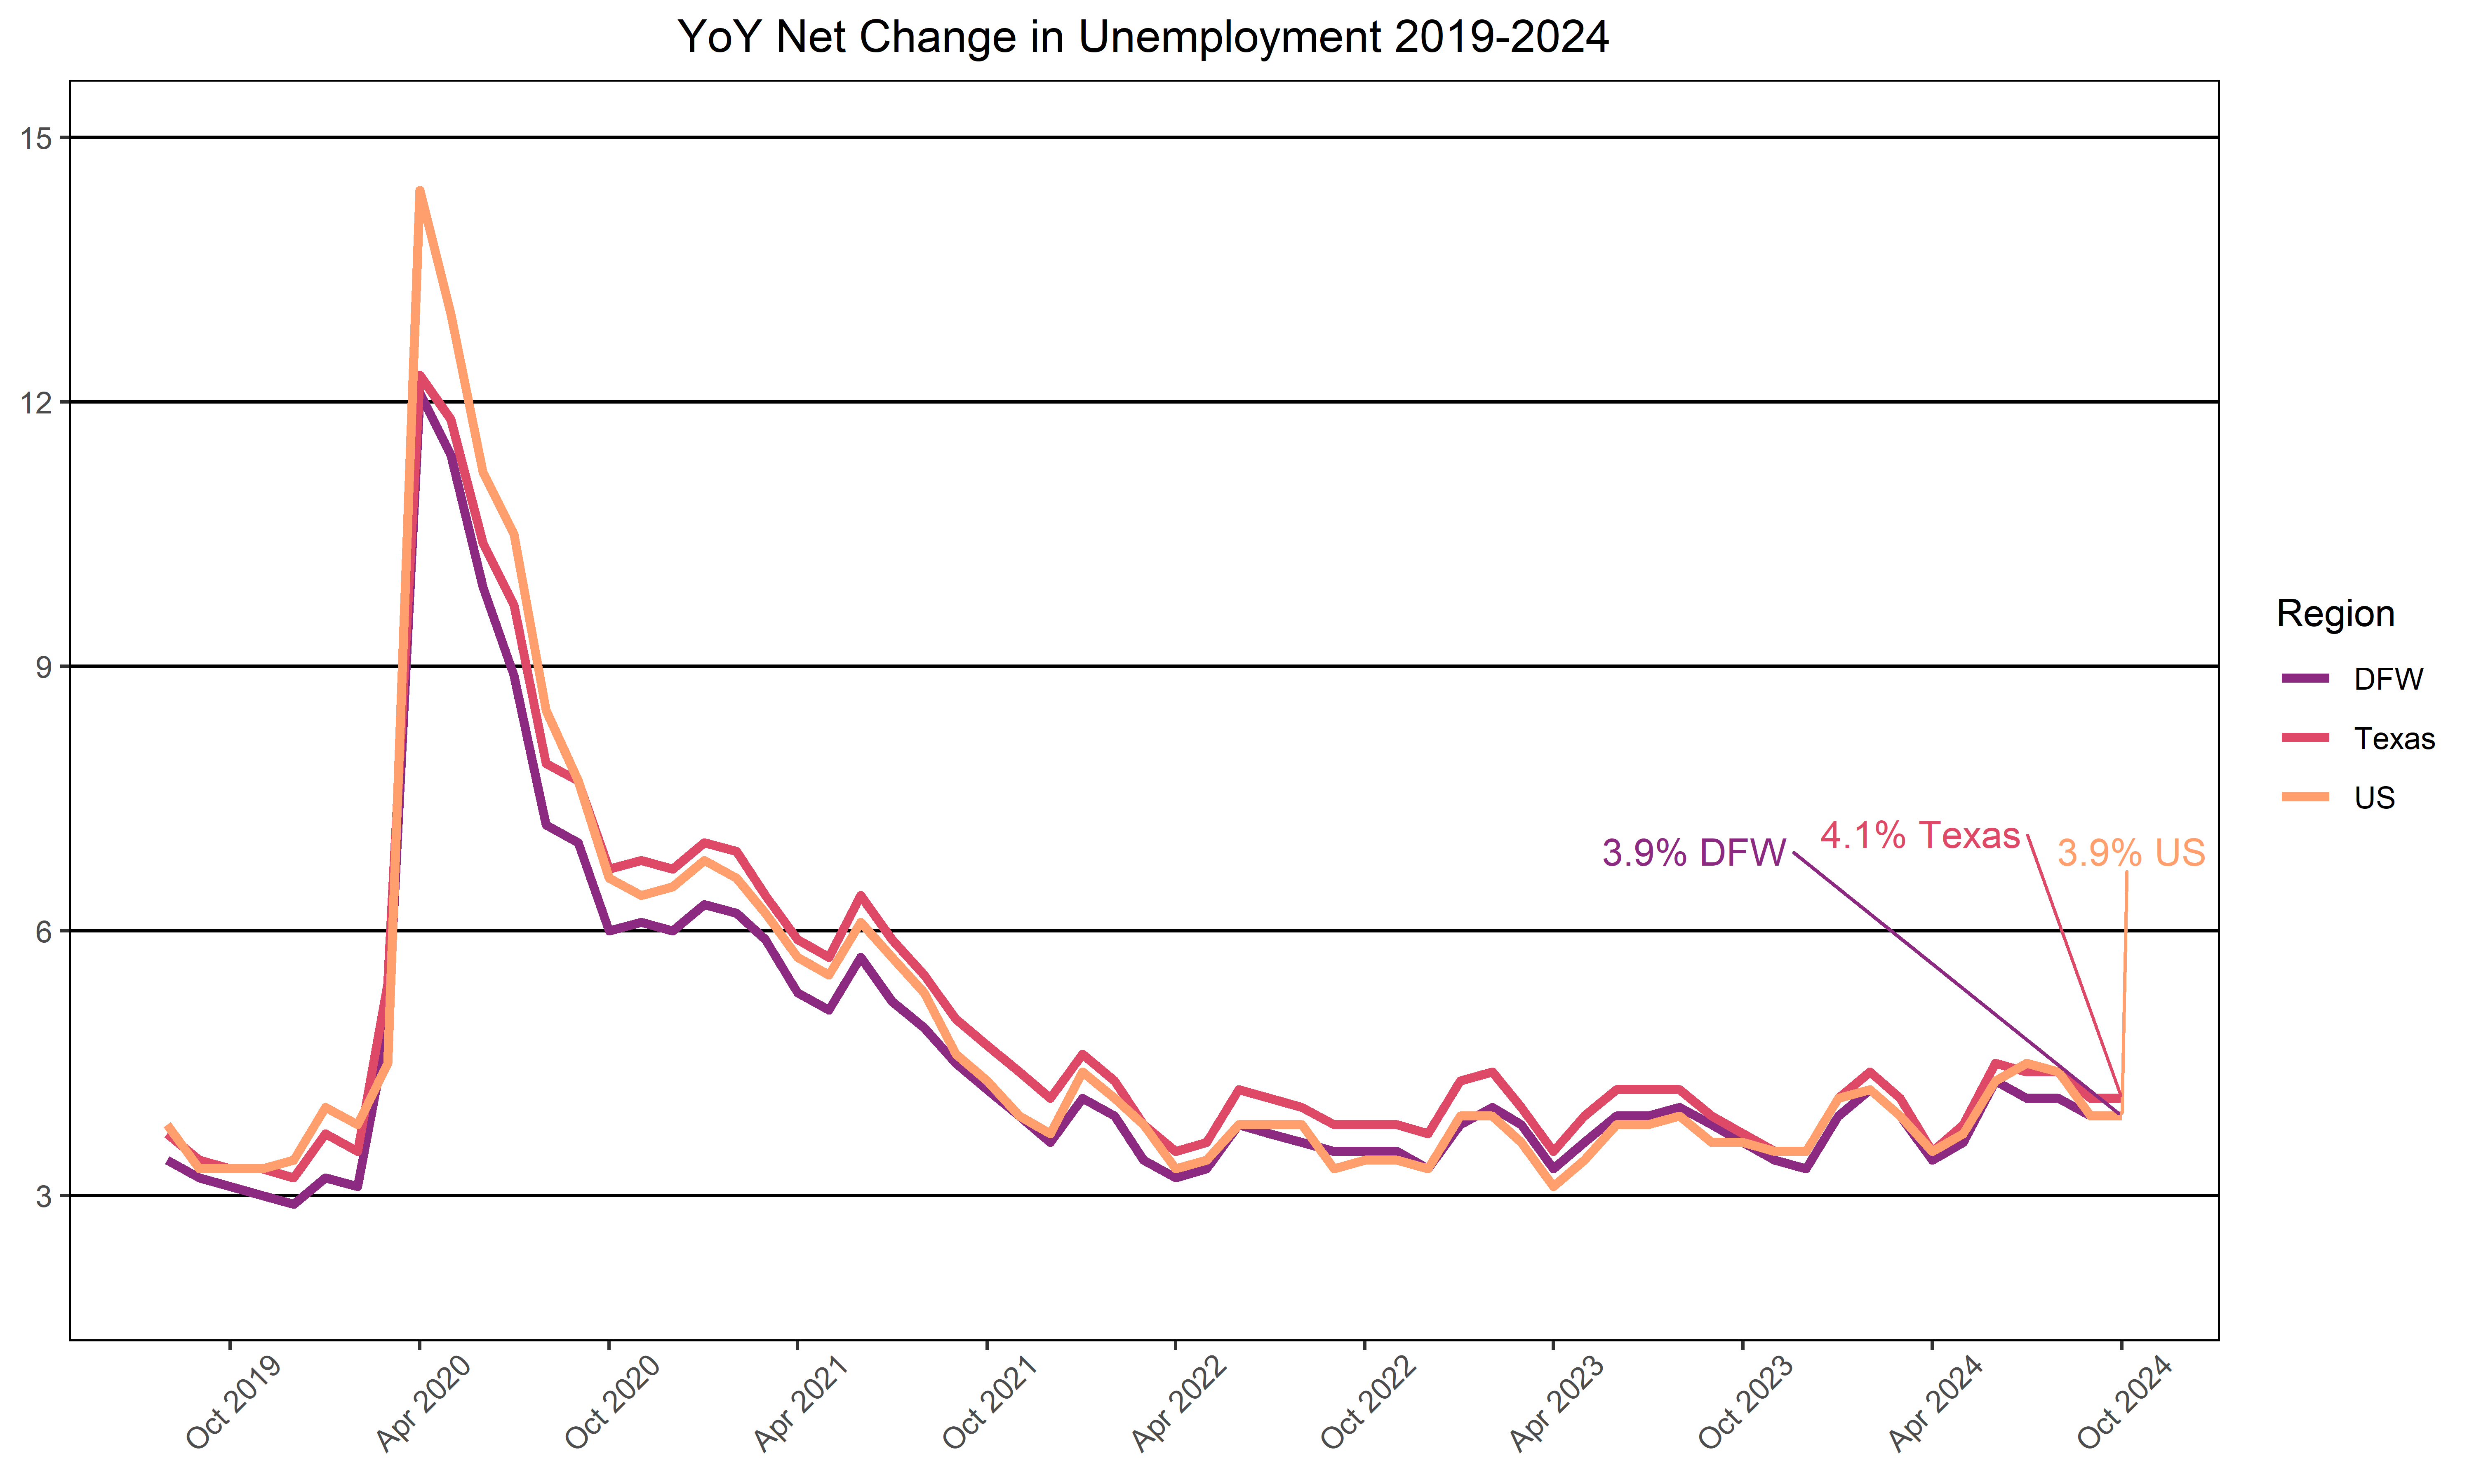 YoY Net Change in Unemployment 2019-2024
15
12
9
6
3
3.9% DFW
4.1% Texas
3.9% US
Region
DFW
Texas
US
Oct 2019
Apr 2020
Oct 2020
Apr 2021
Oct 2021
Apr 2022
Oct 2022
Apr 2023
Oct 2023
Apr 2024
Oct 2024